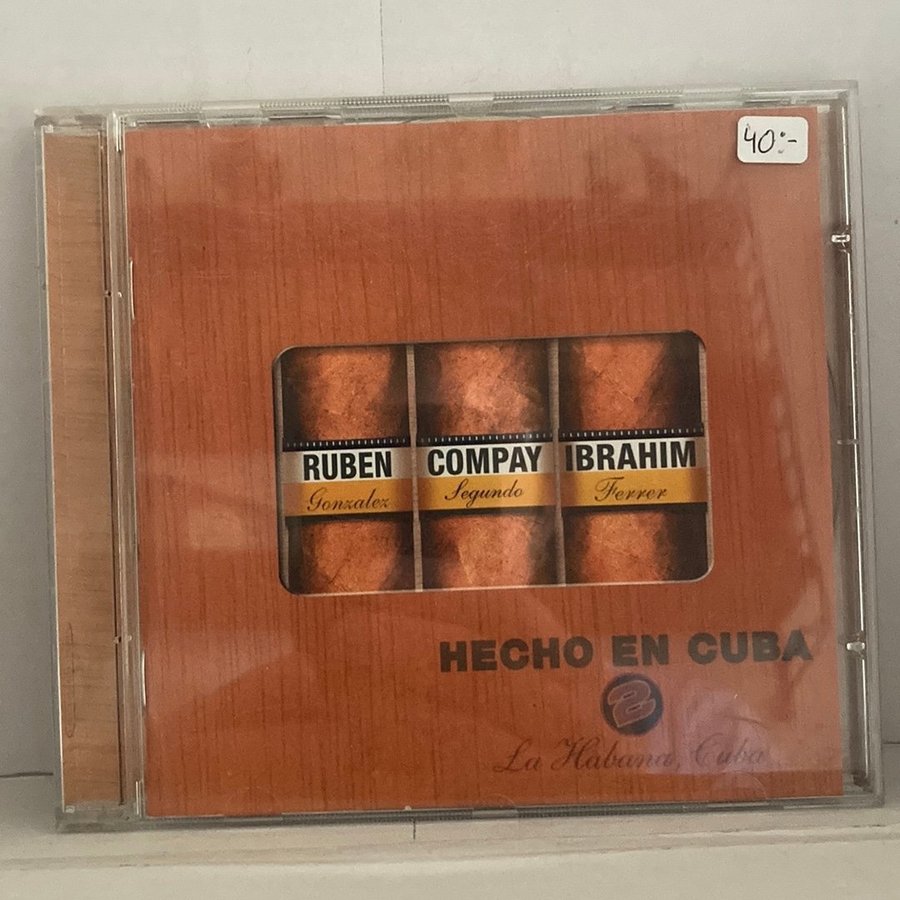 40:-
RUBEN
Gonzalez
COMPAY
Segundo
IBRAHIM
Ferrer
HECHO EN CUBA
2
La Habana, Cuba